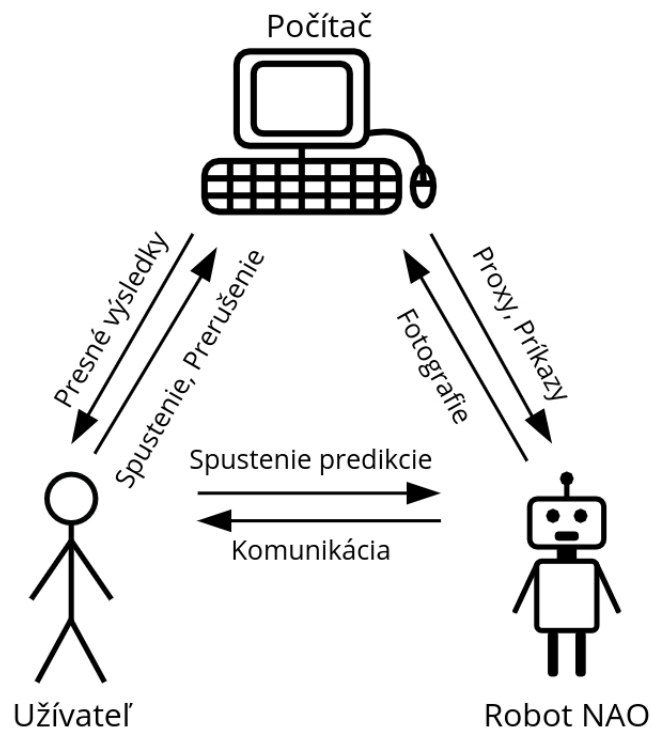 Počítač
Presné výsledky
Spustenie, Prerušenie
Proxy, Príkazy
Fotografie
Spustenie predikcie
Komunikácia
Užívateľ
Robot NAO